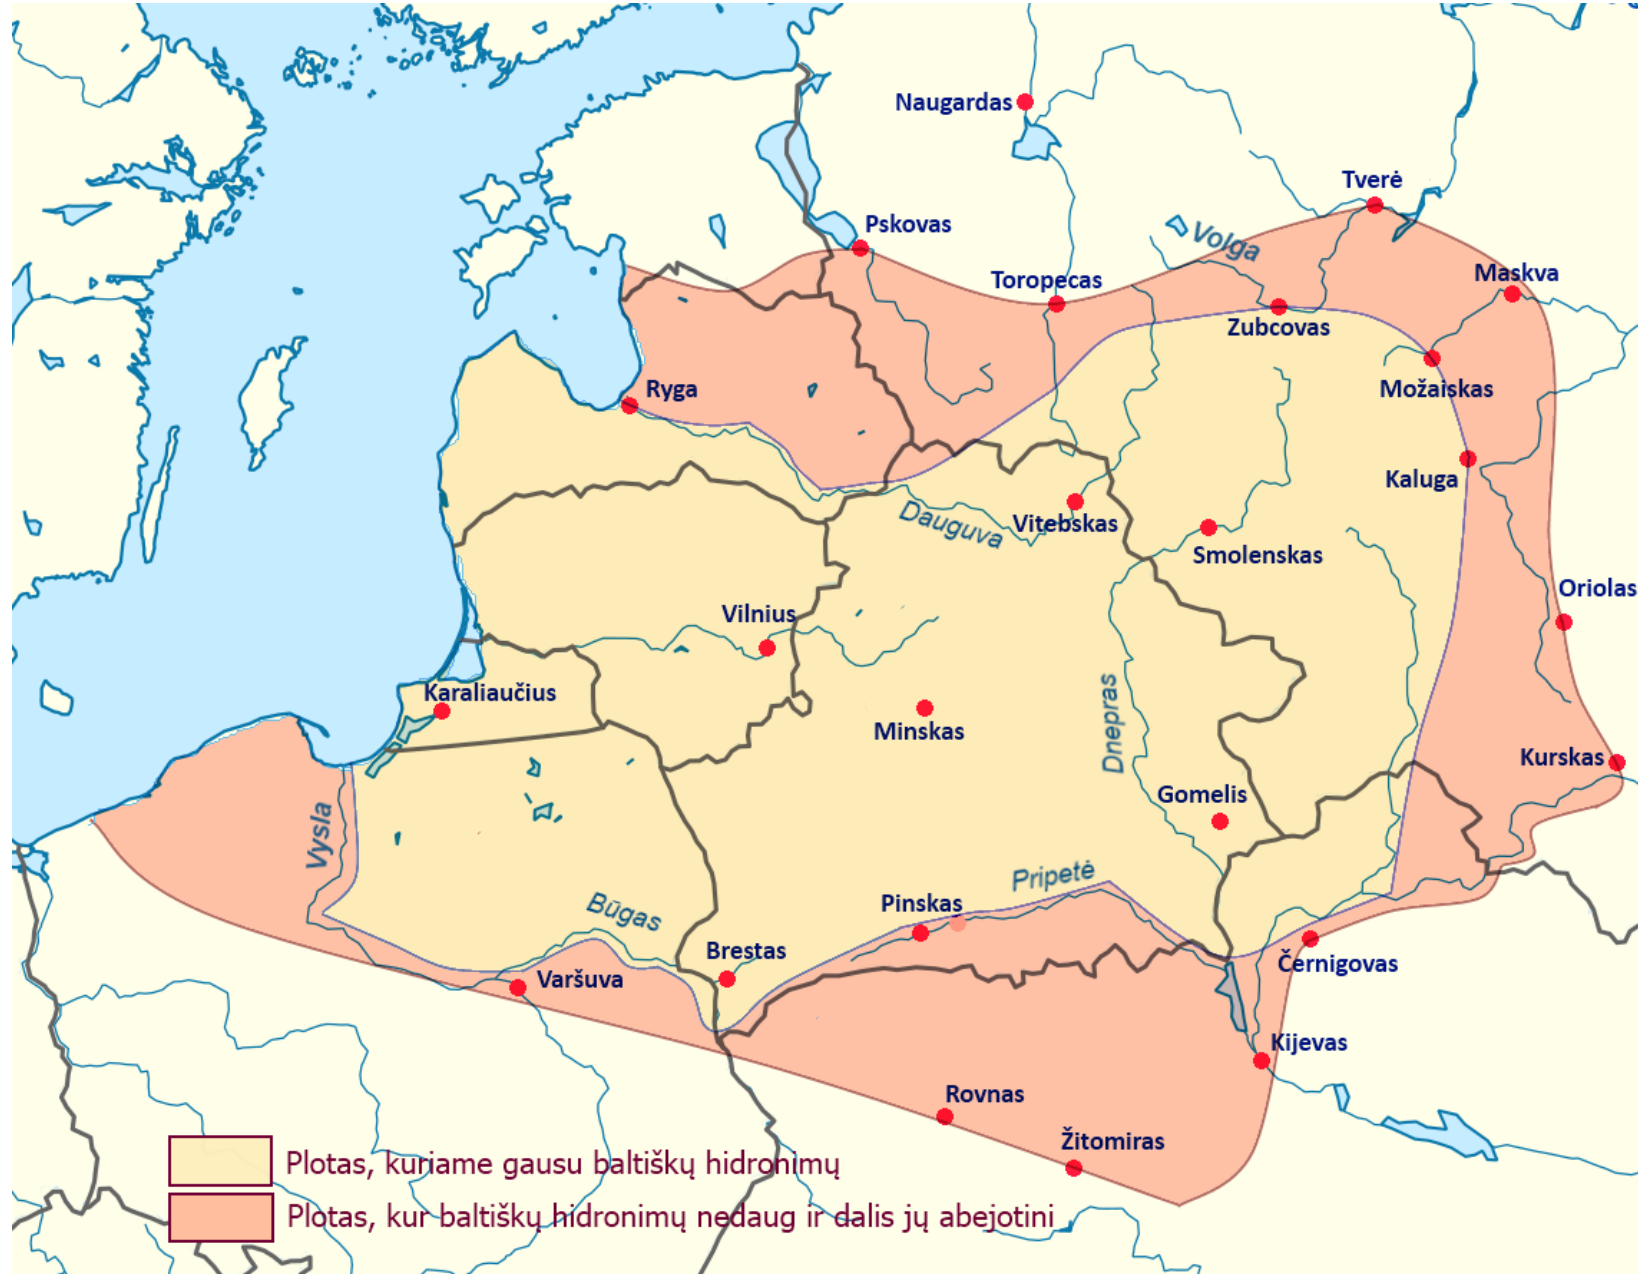 Naugardas
Tverė
Pskovas
Volga
Toropecas
Maskva
Zubcovas
Ryga
Možaiskas
Kaluga
Dauguva
Vitebskas
Smolenskas
Oriolas
Vilnius
Karaliaučius
Minskas
Dnepras
Kurskas
Gomelis
Vysla
Pripetė
Būgas
Pinskas
Brestas
Varšuva
Černigovas
Kijevas
Rovnas
Žitomiras
Plotas, kuriame gausu baltiškų hidronimų
Plotas, kur baltiškų hidronimų nedaug ir dalis jų abejotini